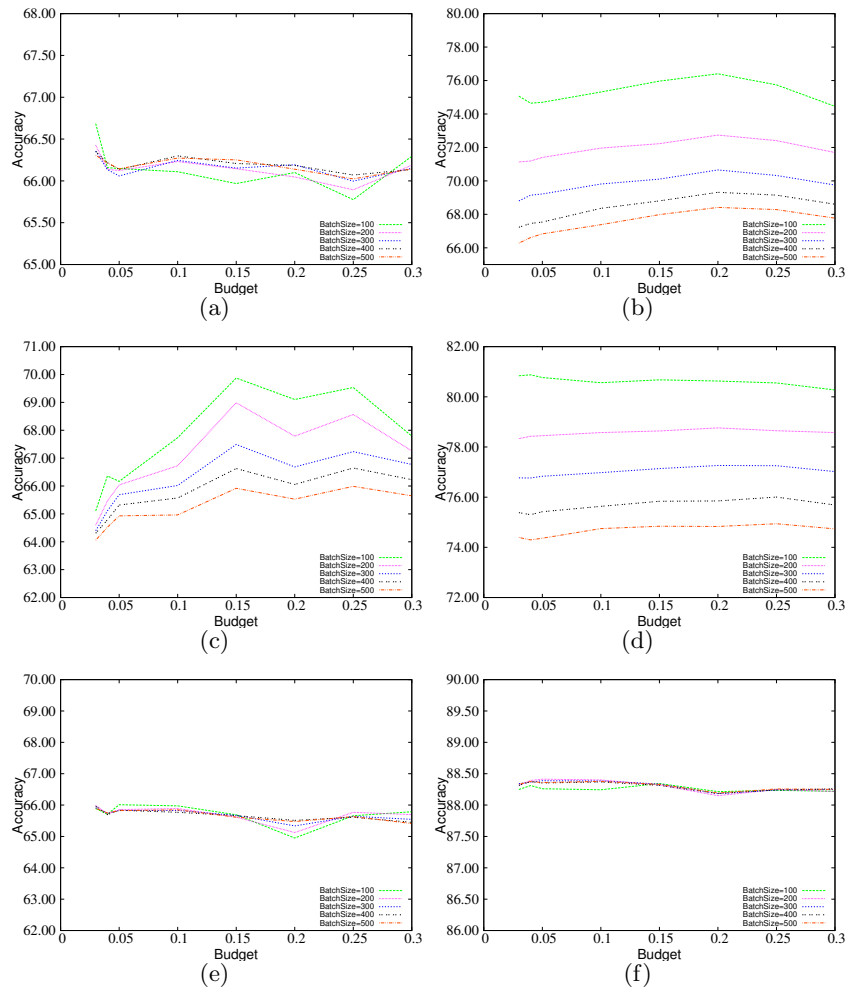 68.00
67.50
67.00
66.50
66.00
65.50
65.00
Accuracy
0 0.05 0.1 0.15 0.2 0.25 0.3
Budget
BatchSize=100
BatchSize=200
BatchSize=300
BatchSize=400
BatchSize=500
(a)
80.00
78.00
76.00
74.00
72.00
70.00
68.00
66.00
Accuracy
0 0.05 0.1 0.15 0.2 0.25 0.3
Budget
BatchSize=100
BatchSize=200
BatchSize=300
BatchSize=400
BatchSize=500
(b)
71.00
70.00
69.00
68.00
67.00
66.00
65.00
64.00
63.00
62.00
Accuracy
0 0.05 0.1 0.15 0.2 0.25 0.3
Budget
BatchSize=100
BatchSize=200
BatchSize=300
BatchSize=400
BatchSize=500
(c)
82.00
80.00
78.00
76.00
74.00
72.00
Accuracy
0 0.05 0.1 0.15 0.2 0.25 0.3
Budget
BatchSize=100
BatchSize=200
BatchSize=300
BatchSize=400
BatchSize=500
(d)
70.00
69.00
68.00
67.00
66.00
65.00
64.00
63.00
62.00
Accuracy
0 0.05 0.1 0.15 0.2 0.25 0.3
Budget
BatchSize=100
BatchSize=200
BatchSize=300
BatchSize=400
BatchSize=500
(e)
90.00
89.50
89.00
88.50
88.00
87.50
87.00
86.50
86.00
Accuracy
0 0.05 0.1 0.15 0.2 0.25 0.3
Budget
BatchSize=100
BatchSize=200
BatchSize=300
BatchSize=400
BatchSize=500
(f)